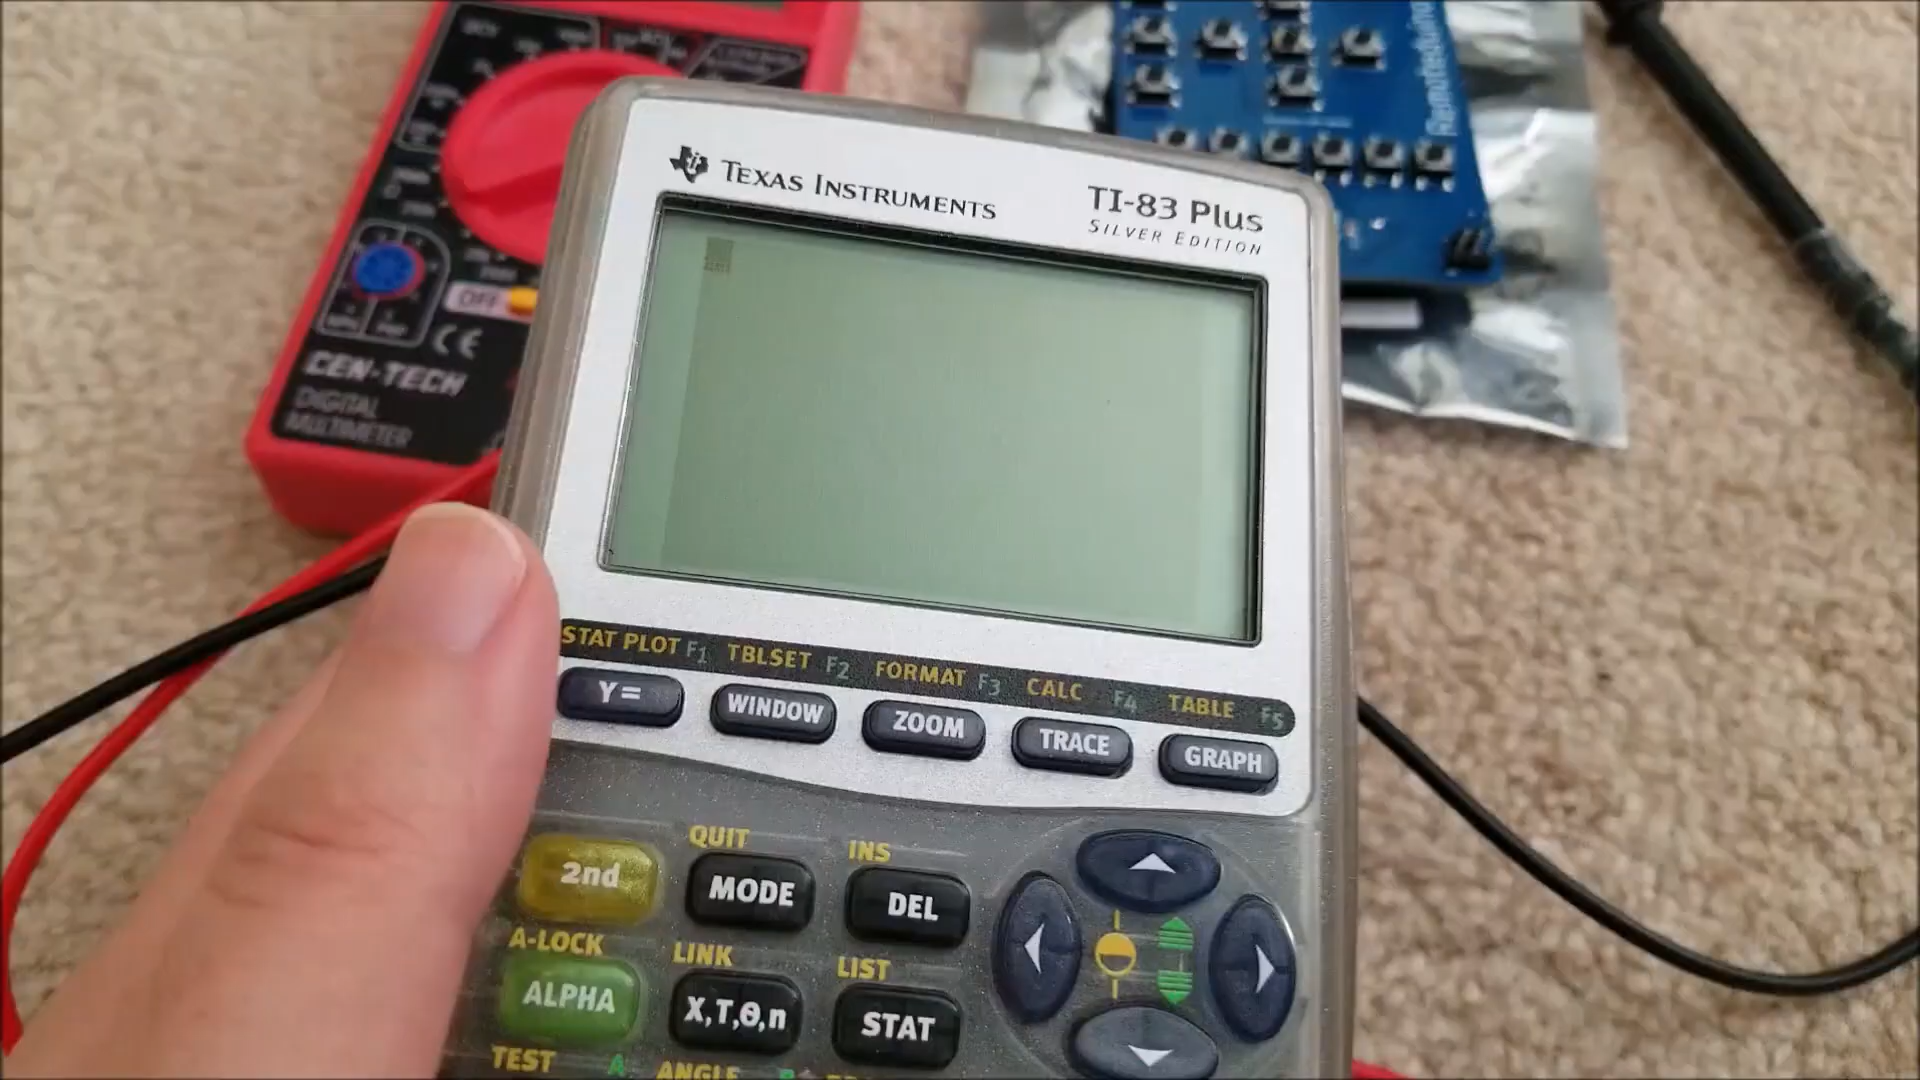 TEXAS INSTRUMENTS
TI-83 Plus
SILVER EDITION
Remoteduino
OFF
CE
CEN-TECH
DIGITAL
MULTIMETER
STAT PLOT F1 TBLSET F2 FORMAT F3 CALC F4 TABLE F5
Y= WINDOW ZOOM TRACE GRAPH
QUIT INS
2nd MODE DEL
A-LOCK LINK LIST
ALPHA X,T,θ,n STAT
TEST A ANGLE B